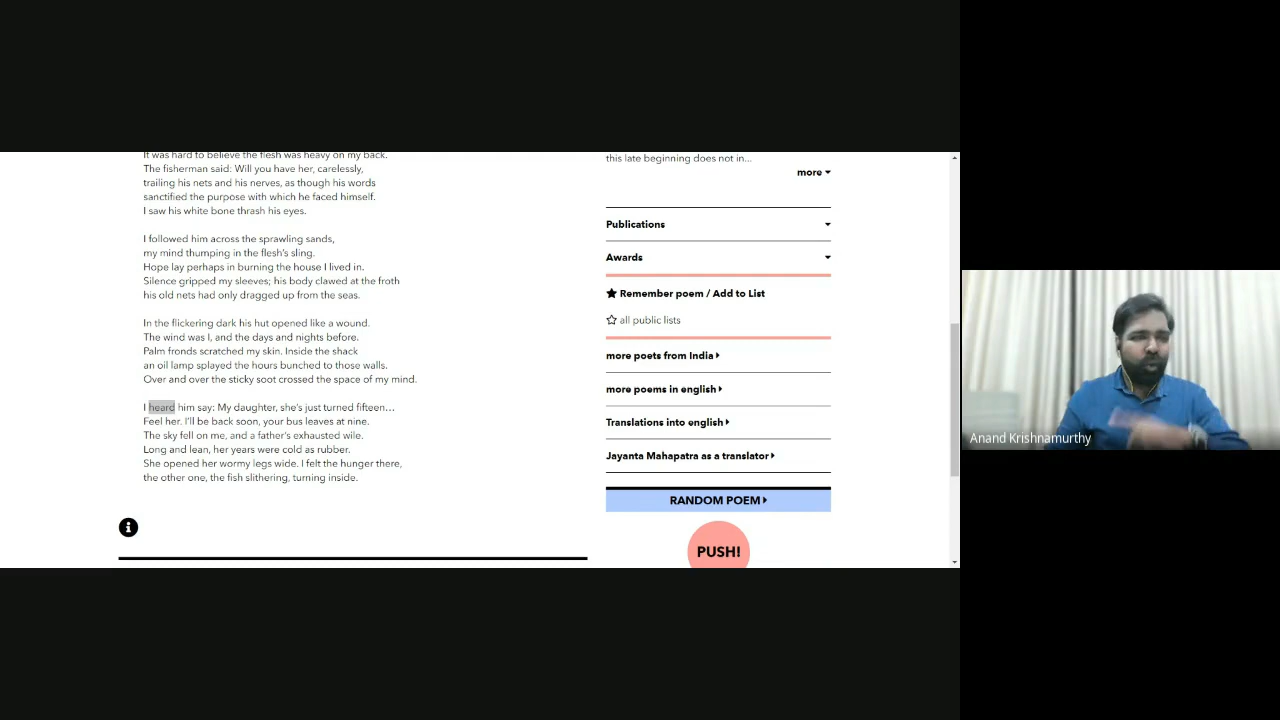 It was hard to believe the flesh was heavy on my back.
The fisherman said: Will you have her, carelessly,
trailing his nets and his nerves, as though his words
sanctified the purpose with which he faced himself.
I saw his white bone thrash his eyes.
I followed him across the sprawling sands,
my mind thumping in the flesh's sling.
Hope lay perhaps in burning the house I lived in.
Silence gripped my sleeves; his body clawed at the froth
his old nets had only dragged up from the seas.
In the flickering dark his hut opened like a wound.
The wind was I, and the days and nights before.
Palm fronds scratched my skin. Inside the shack
an oil lamp splayed the hours bunched to those walls.
Over and over the sticky soot crossed the space of my mind.
I heard him say: My daughter, she's just turned fifteen…
Feel her. I'll be back soon, your bus leaves at nine.
The sky fell on me, and a father's exhausted wile.
Long and lean, her years were cold as rubber.
She opened her wormy legs wide. I felt the hunger there,
the other one, the fish slithering, turning inside.
this late beginning does not in...
more
Publications
Awards
Remember poem / Add to List
all public lists
more poets from India
more poems in english
Translations into english
Jayanta Mahapatra as a translator
RANDOM POEM
PUSH!
Anand Krishnamurthy